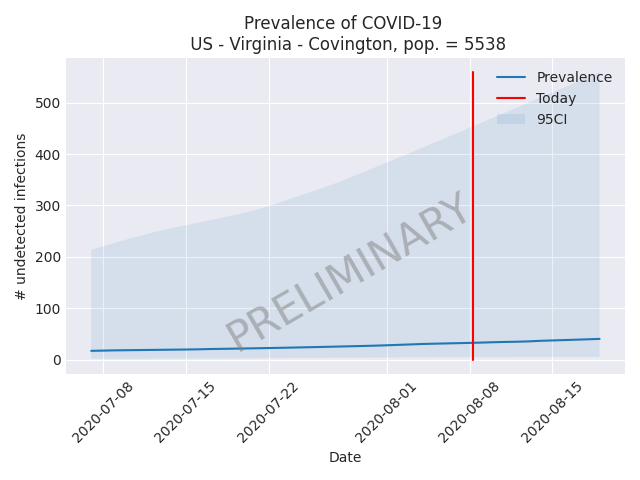 Prevalence of COVID-19
US - Virginia - Covington, pop. = 5538
Prevalence
Today
95CI
PRELIMINARY
# undetected infections
500
400
300
200
100
0
2020-07-08
2020-07-15
2020-07-22
2020-08-01
2020-08-08
2020-08-15
Date